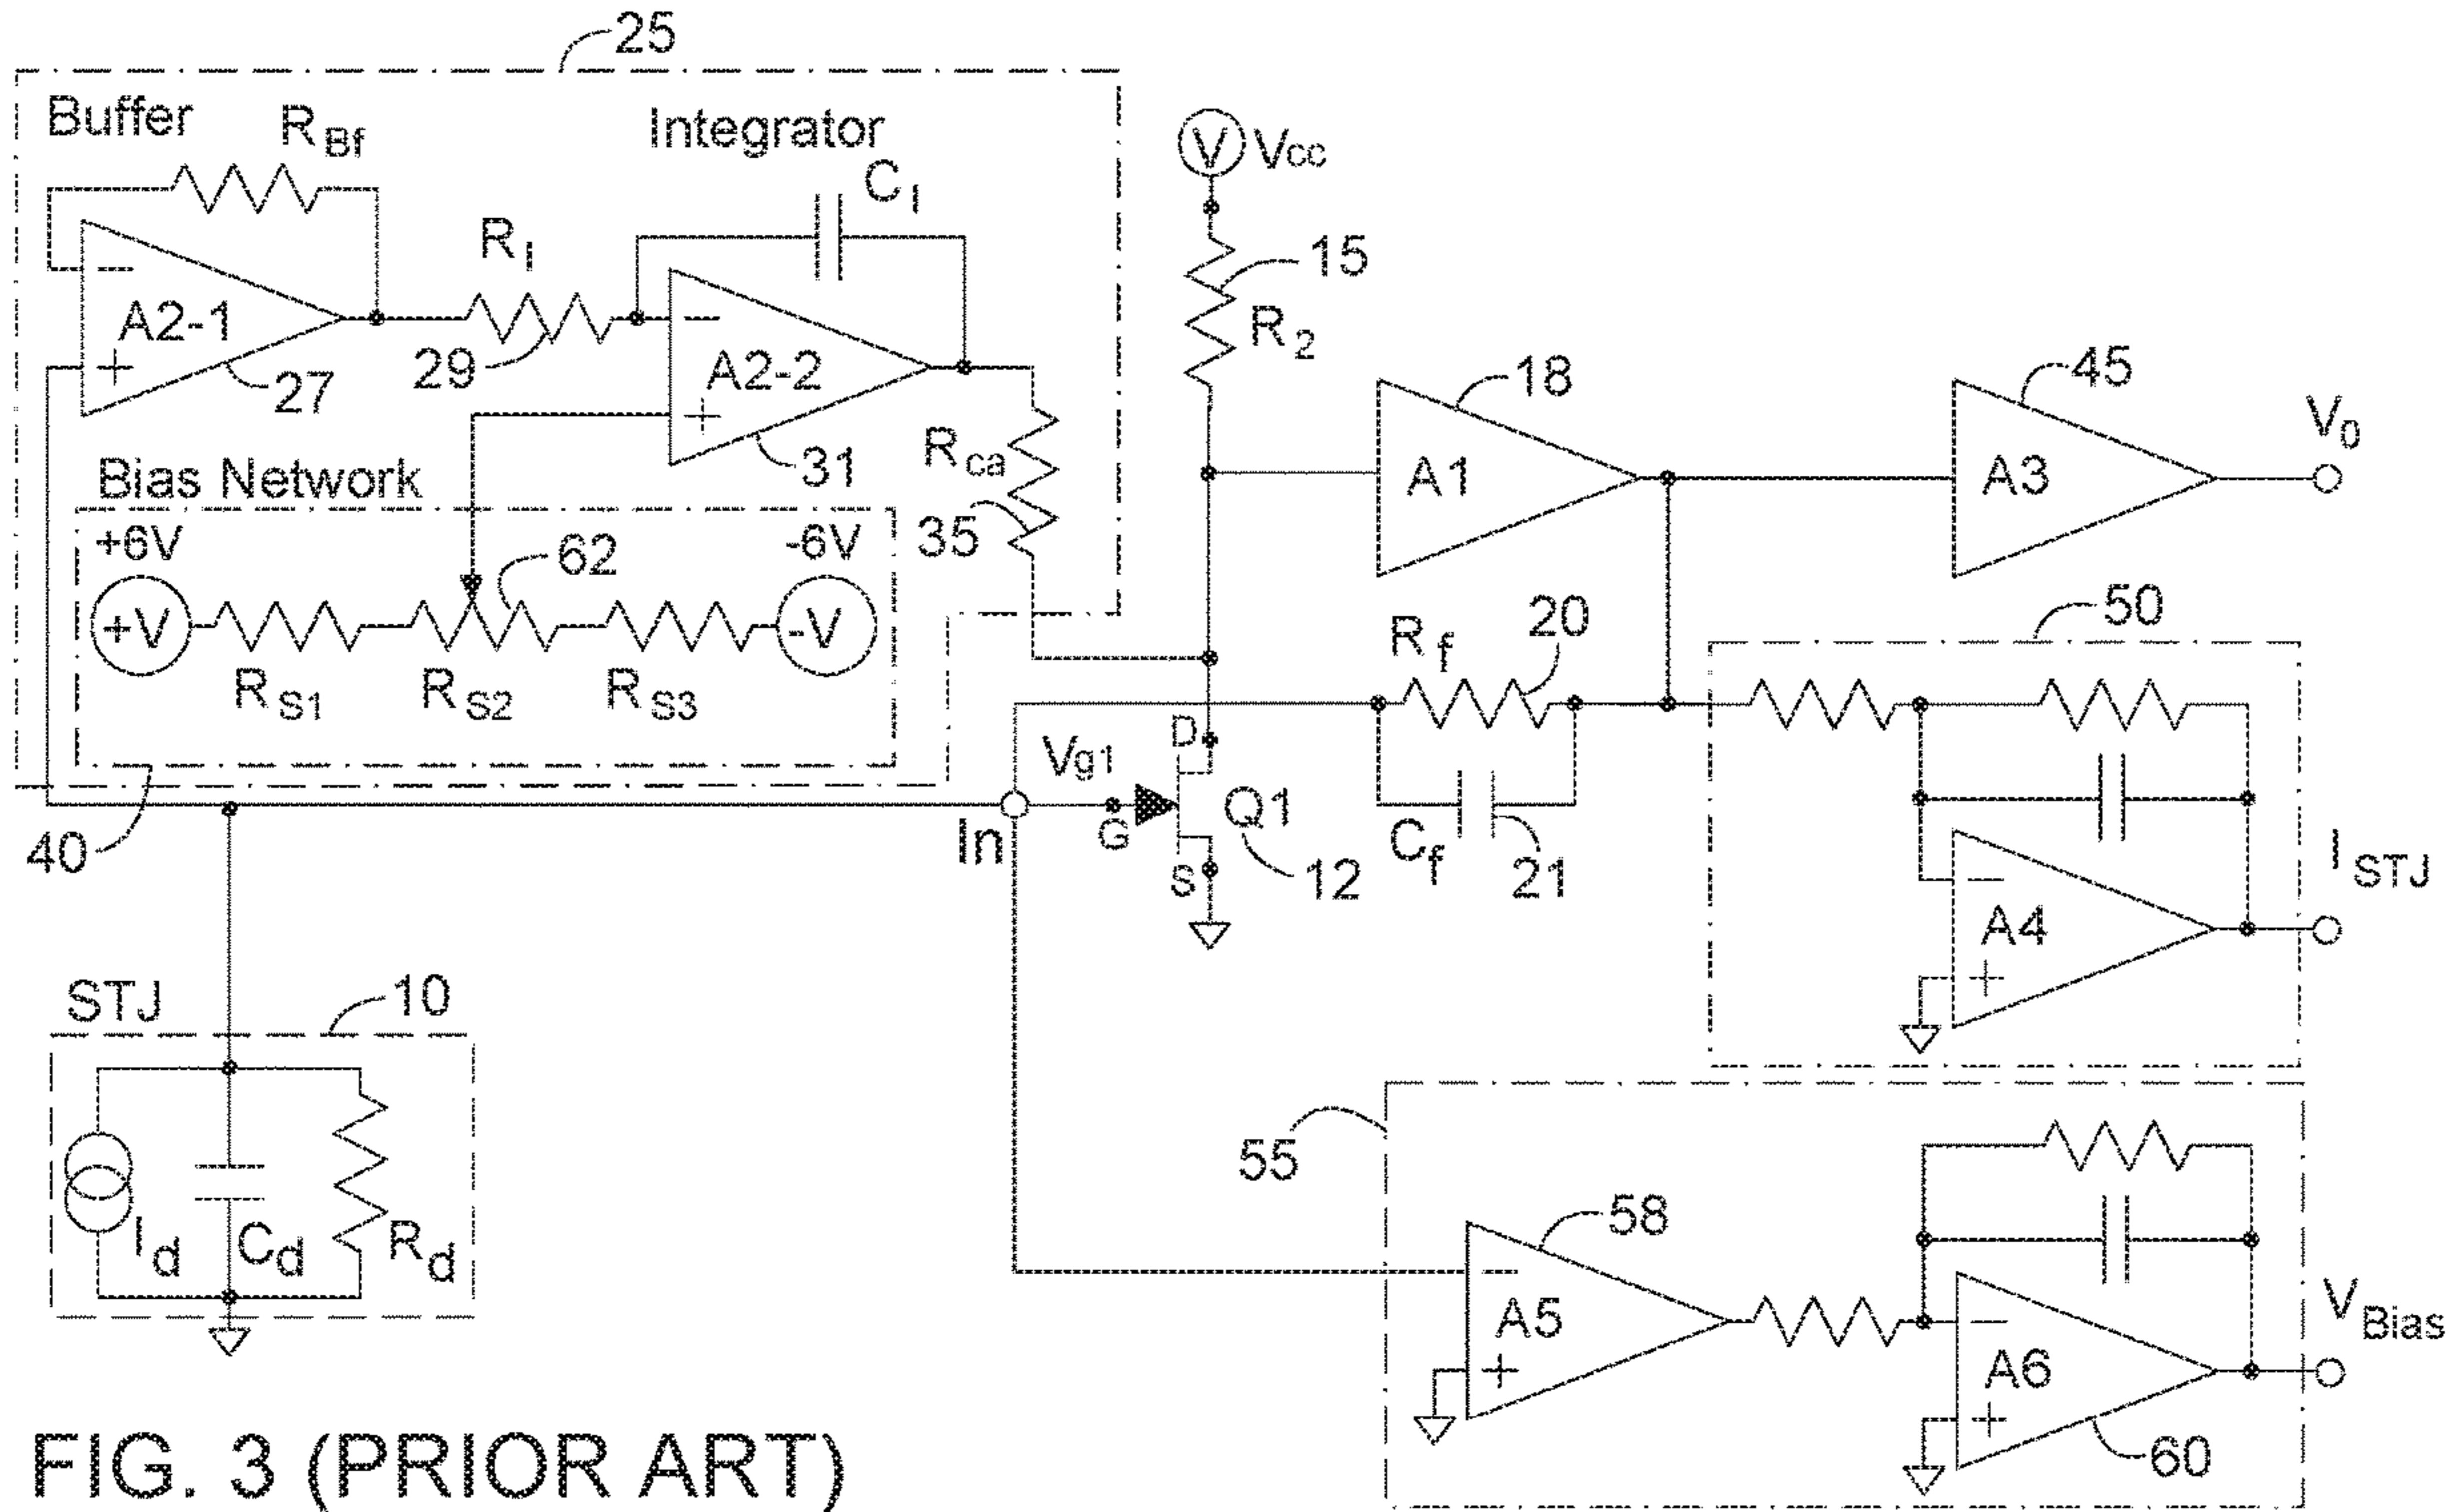 25
Buffer
R Bf
Integrator
C I
R I
A2-1
27
29
A2-2
31
R ca
35
Bias Network
+6V
-6V
62
+V
-V
R S1
R S2
R S3
40
V Vcc
15
R 2
18
A1
45
A3
V 0
R f
20
50
Vg1
D
G
S
Q1
12
In
C f
21
A4
I STJ
STJ
10
I d
C d
R d
55
58
A5
A6
60
V Bias
FIG. 3 (PRIOR ART)